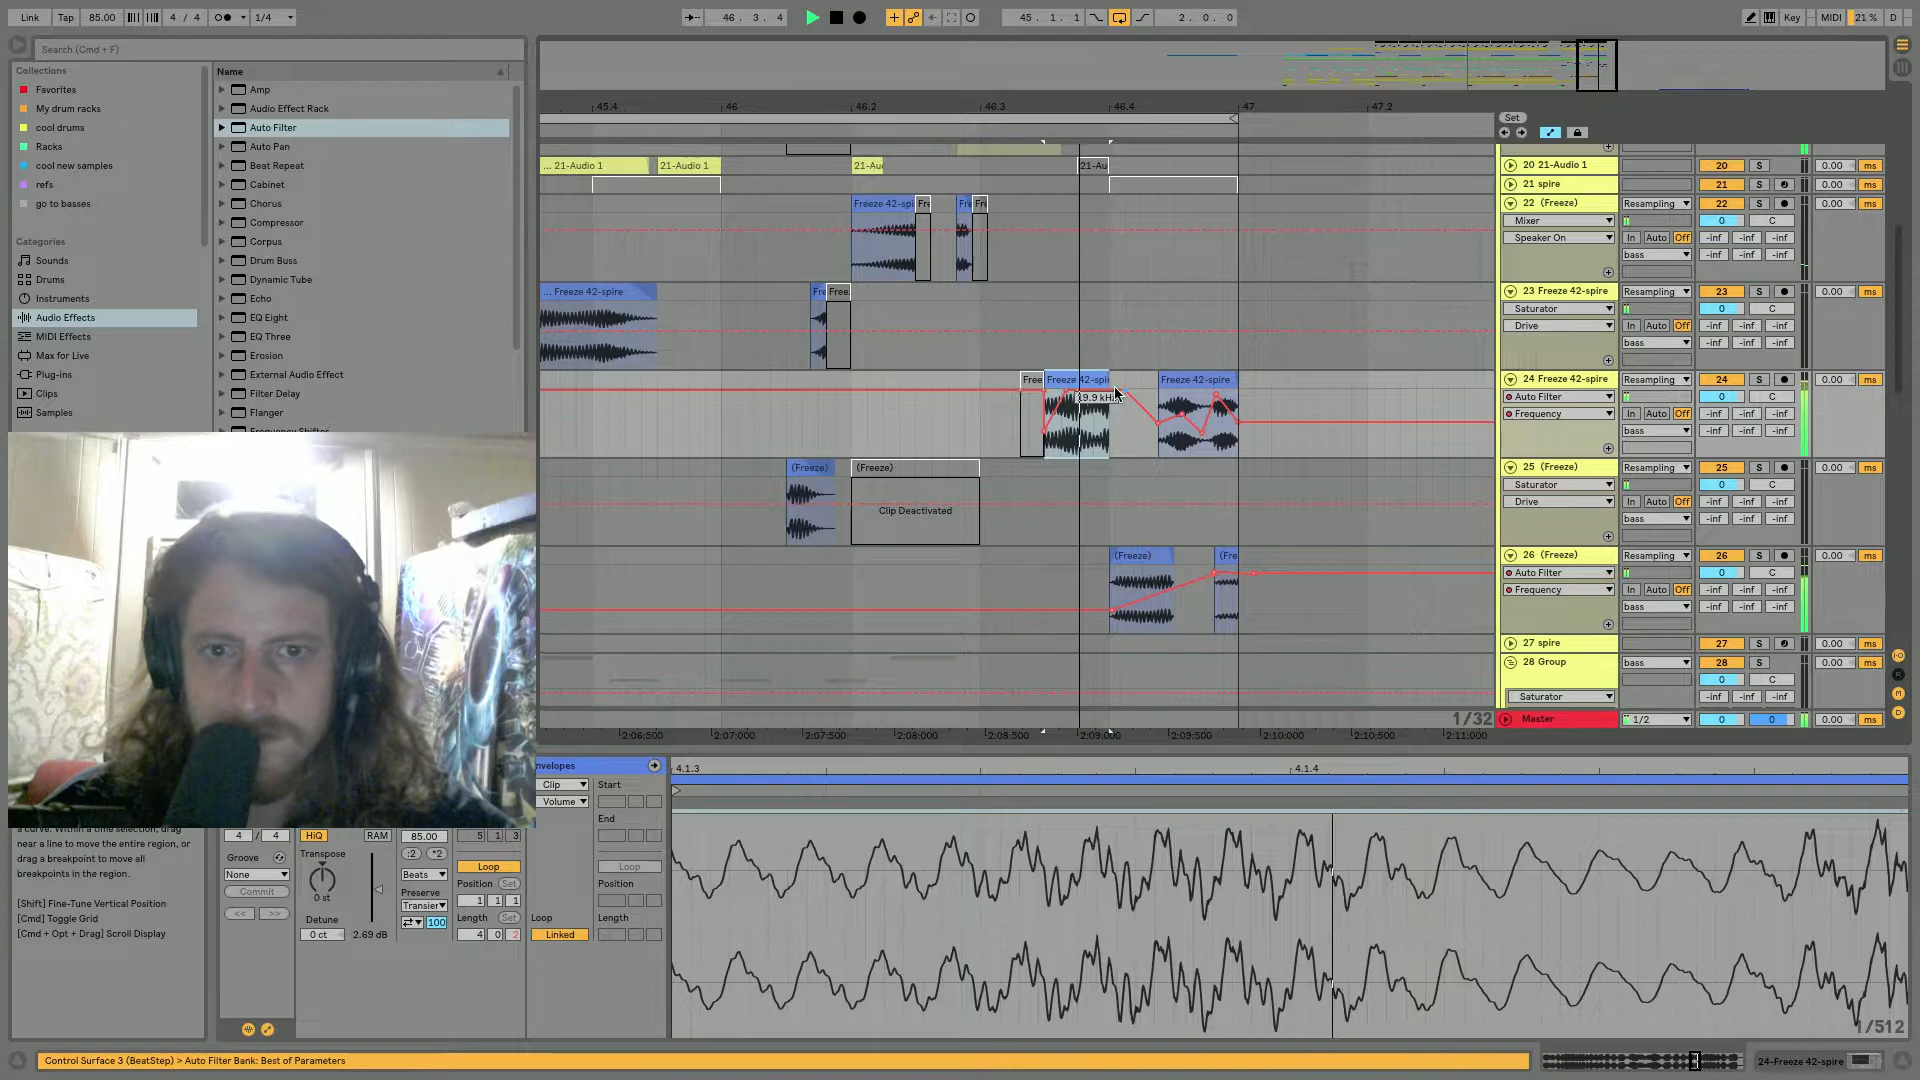 Link Tap 85.00 4 / 4 1/4 46 . 3 . 4 45 . 1 . 1 2 . 0 . 0 Key MIDI 21 % D
Search (Cmd + F)
Collections
Favorites
My drum racks
cool drums
Racks
cool new samples
refs
go to basses
Categories
Sounds
Drums
Instruments
Audio Effects
MIDI Effects
Max for Live
Plug-ins
Clips
Samples
Name
Amp
Audio Effect Rack
Auto Filter
Auto Pan
Beat Repeat
Cabinet
Chorus
Compressor
Corpus
Drum Buss
Dynamic Tube
Echo
EQ Eight
EQ Three
Erosion
External Audio Effect
Filter Delay
Flanger
45.4 46 46.2 46.3 46.4 47 47.2
Set
... 21-Audio 1 21-Audio 1 21-Au 21-Au
20 21-Audio 1 20 S 0.00 ms
21 spire 21 S 0.00 ms
Freeze 42-spi Fre Fre Fre
22 (Freeze) Resampling 22 S 0.00 ms
Mixer 0 C
Speaker On In Auto Off -inf -inf -inf
bass -inf -inf -inf
... Freeze 42-spire Fre Free
23 Freeze 42-spire Resampling 23 S 0.00 ms
Saturator 0 C
Drive In Auto Off -inf -inf -inf
bass -inf -inf -inf
Free Freeze 42-spir Freeze 42-spire
24 Freeze 42-spire Resampling 24 S 0.00 ms
19.9 kHz
Auto Filter 0 C
Frequency In Auto Off -inf -inf -inf
bass -inf -inf -inf
(Freeze) (Freeze)
Clip Deactivated
25 (Freeze) Resampling 25 S 0.00 ms
Saturator 0 C
Drive In Auto Off -inf -inf -inf
bass -inf -inf -inf
(Freeze) (Fre
26 (Freeze) Resampling 26 S 0.00 ms
Auto Filter 0 C
Frequency In Auto Off -inf -inf -inf
bass -inf -inf -inf
27 spire 27 S 0.00 ms
28 Group bass 28 S 0.00 ms
0 C
Saturator -inf -inf -inf
1/32
Master 1/2 0 0 0.00 ms
2:06:500 2:07:000 2:07:500 2:08:000 2:08:500 2:09:000 2:09:500 2:10:000 2:10:500 2:11:000
a curve. Within a time selection, drag
near a line to move the entire region, or
drag a breakpoint to move all
breakpoints in the region.
[Shift] Fine-Tune Vertical Position
[Cmd] Toggle Grid
[Cmd + Opt + Drag] Scroll Display
4 / 4
Groove
None
Commit
<< >>
HiQ RAM
Transpose
0 st
Detune
0 ct 2.69 dB
85.00
:2 *2
Beats
Preserve
Transier
100
5 1 3
Loop
Position Set
1 1 1
Length Set
4 0 2
nvelopes
Clip
Volume
Loop
Linked
Start
End
Loop
Position
Length
4.1.3 4.1.4
1/512
Control Surface 3 (BeatStep) > Auto Filter Bank: Best of Parameters
24-Freeze 42-spire